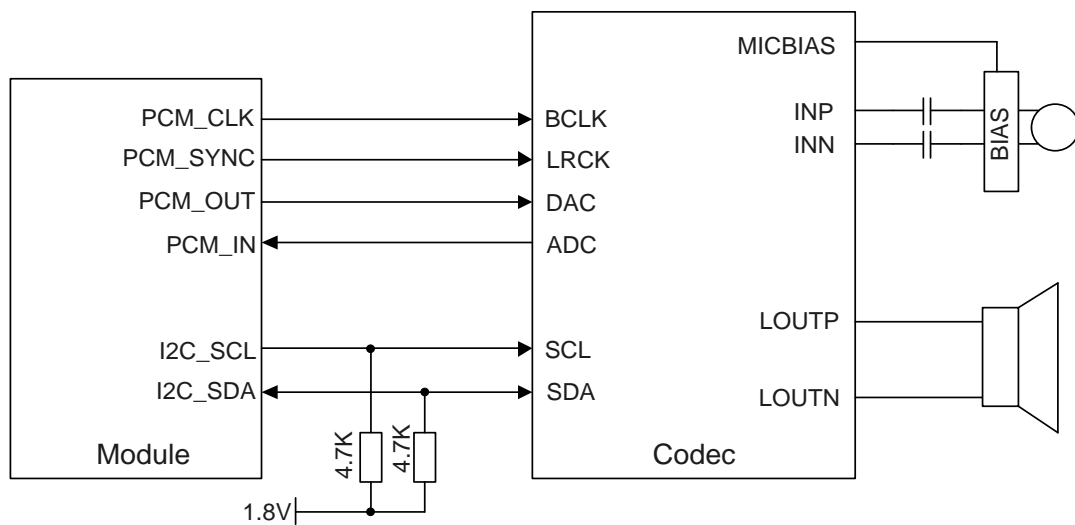 MICBIAS
PCM_CLK
BCLK
INP
BIAS
PCM_SYNC
LRCK
INN
PCM_OUT
DAC
PCM_IN
ADC
LOUTP
I2C_SCL
SCL
I2C_SDA
SDA
LOUTN
4.7K
4.7K
Module
Codec
1.8V